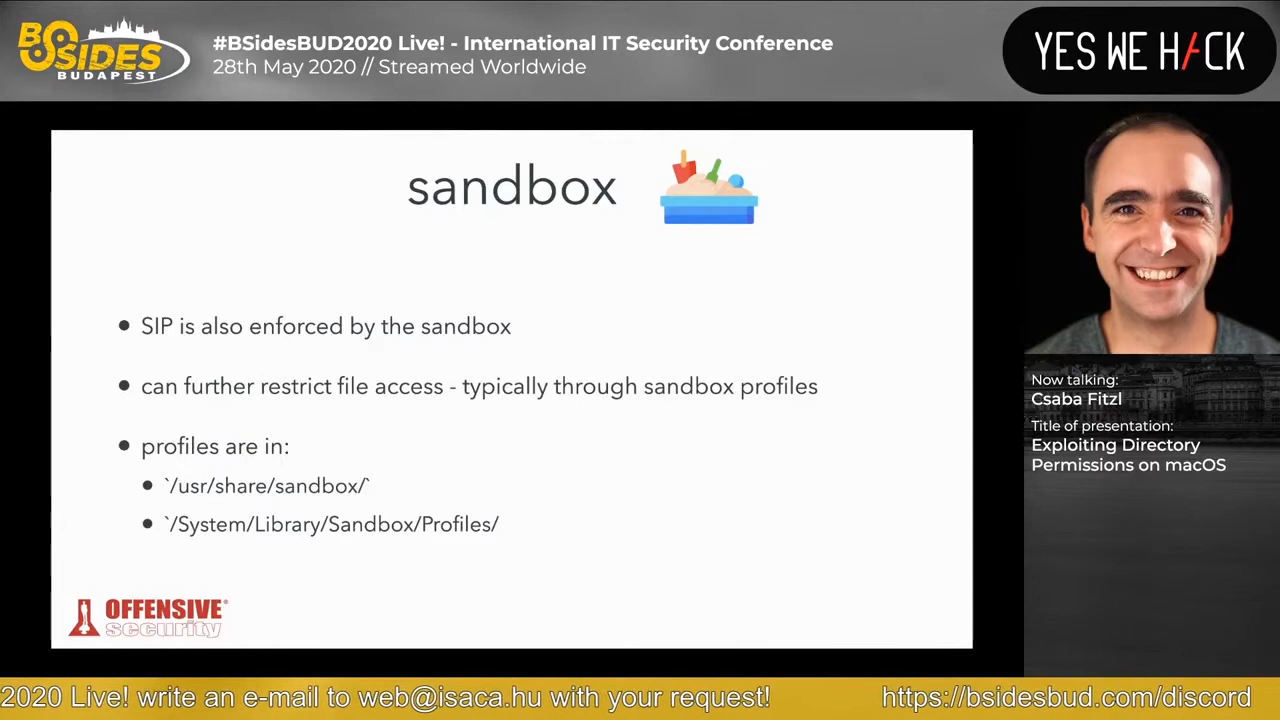 BSIDES
BUDAPEST
#BSidesBUD2020 Live! - International IT Security Conference
28th May 2020 // Streamed Worldwide
YES WE H/CK
sandbox
• SIP is also enforced by the sandbox
• can further restrict file access - typically through sandbox profiles
• profiles are in:
• `/usr/share/sandbox/`
• `/System/Library/Sandbox/Profiles/
OFFENSIVE®
security
Now talking:
Csaba Fitzl
Title of presentation:
Exploiting Directory
Permissions on macOS
2020 Live! write an e-mail to web@isaca.hu with your request! https://bsidesbud.com/discord